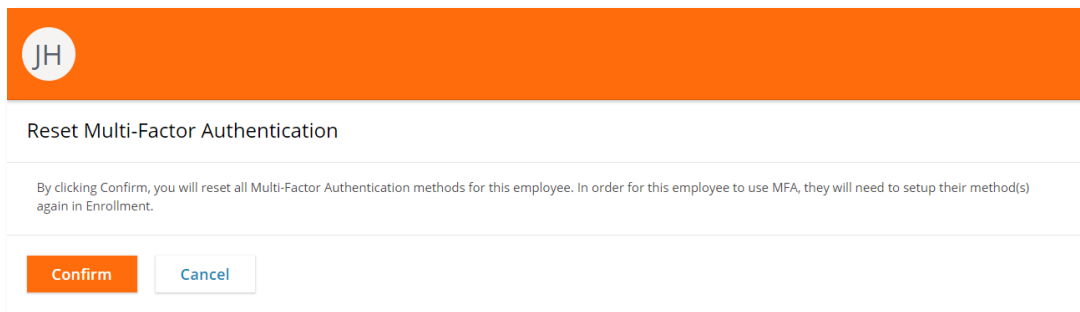 JH
Reset Multi-Factor Authentication
By clicking Confirm, you will reset all Multi-Factor Authentication methods for this employee. In order for this employee to use MFA, they will need to setup their method(s)
again in Enrollment.
Confirm Cancel